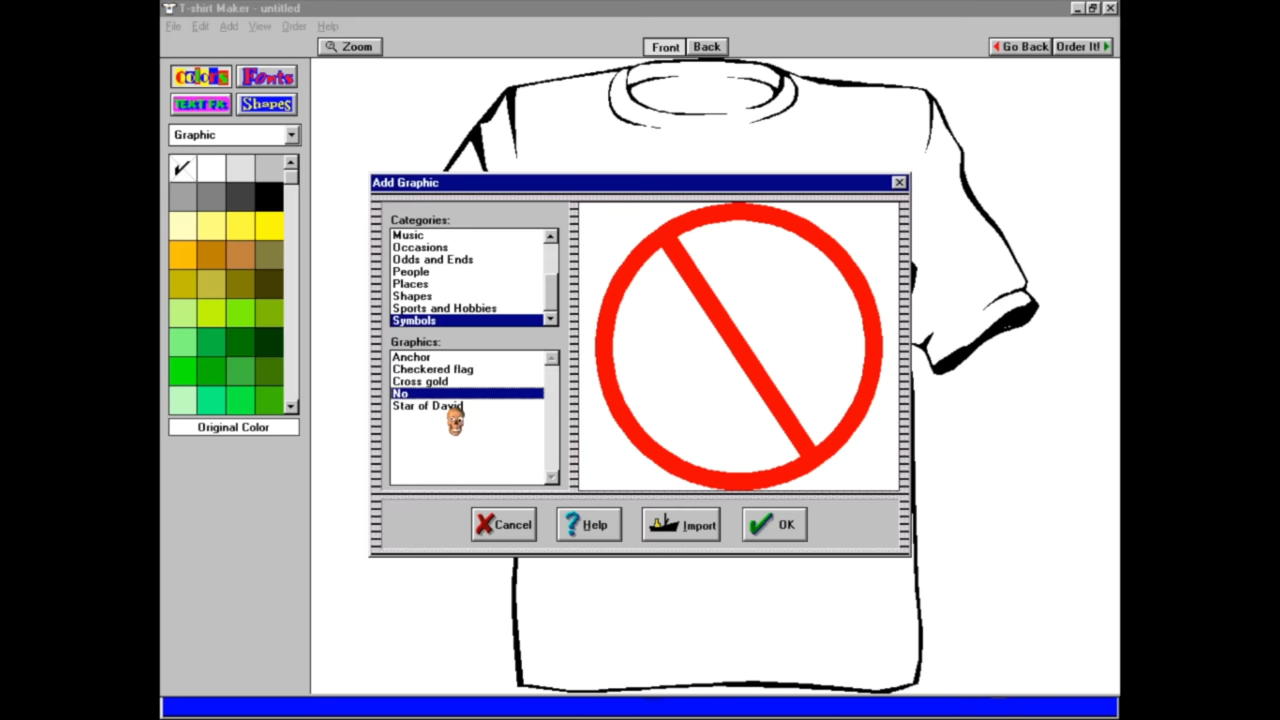 T-shirt Maker - untitled
File Edit Add View Order Help
Zoom
Front Back
Go Back Order It!
Colors Fonts
TEXT FX Shapes
Graphic
Original Color
Add Graphic
Categories:
Music
Occasions
Odds and Ends
People
Places
Shapes
Sports and Hobbies
Symbols
Graphics:
Anchor
Checkered flag
Cross gold
No
Star of David
Cancel Help Import OK